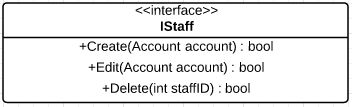 <<interface>>
IStaff
+Create(Account account) : bool
+Edit(Account account) : bool
+Delete(int staffID) : bool